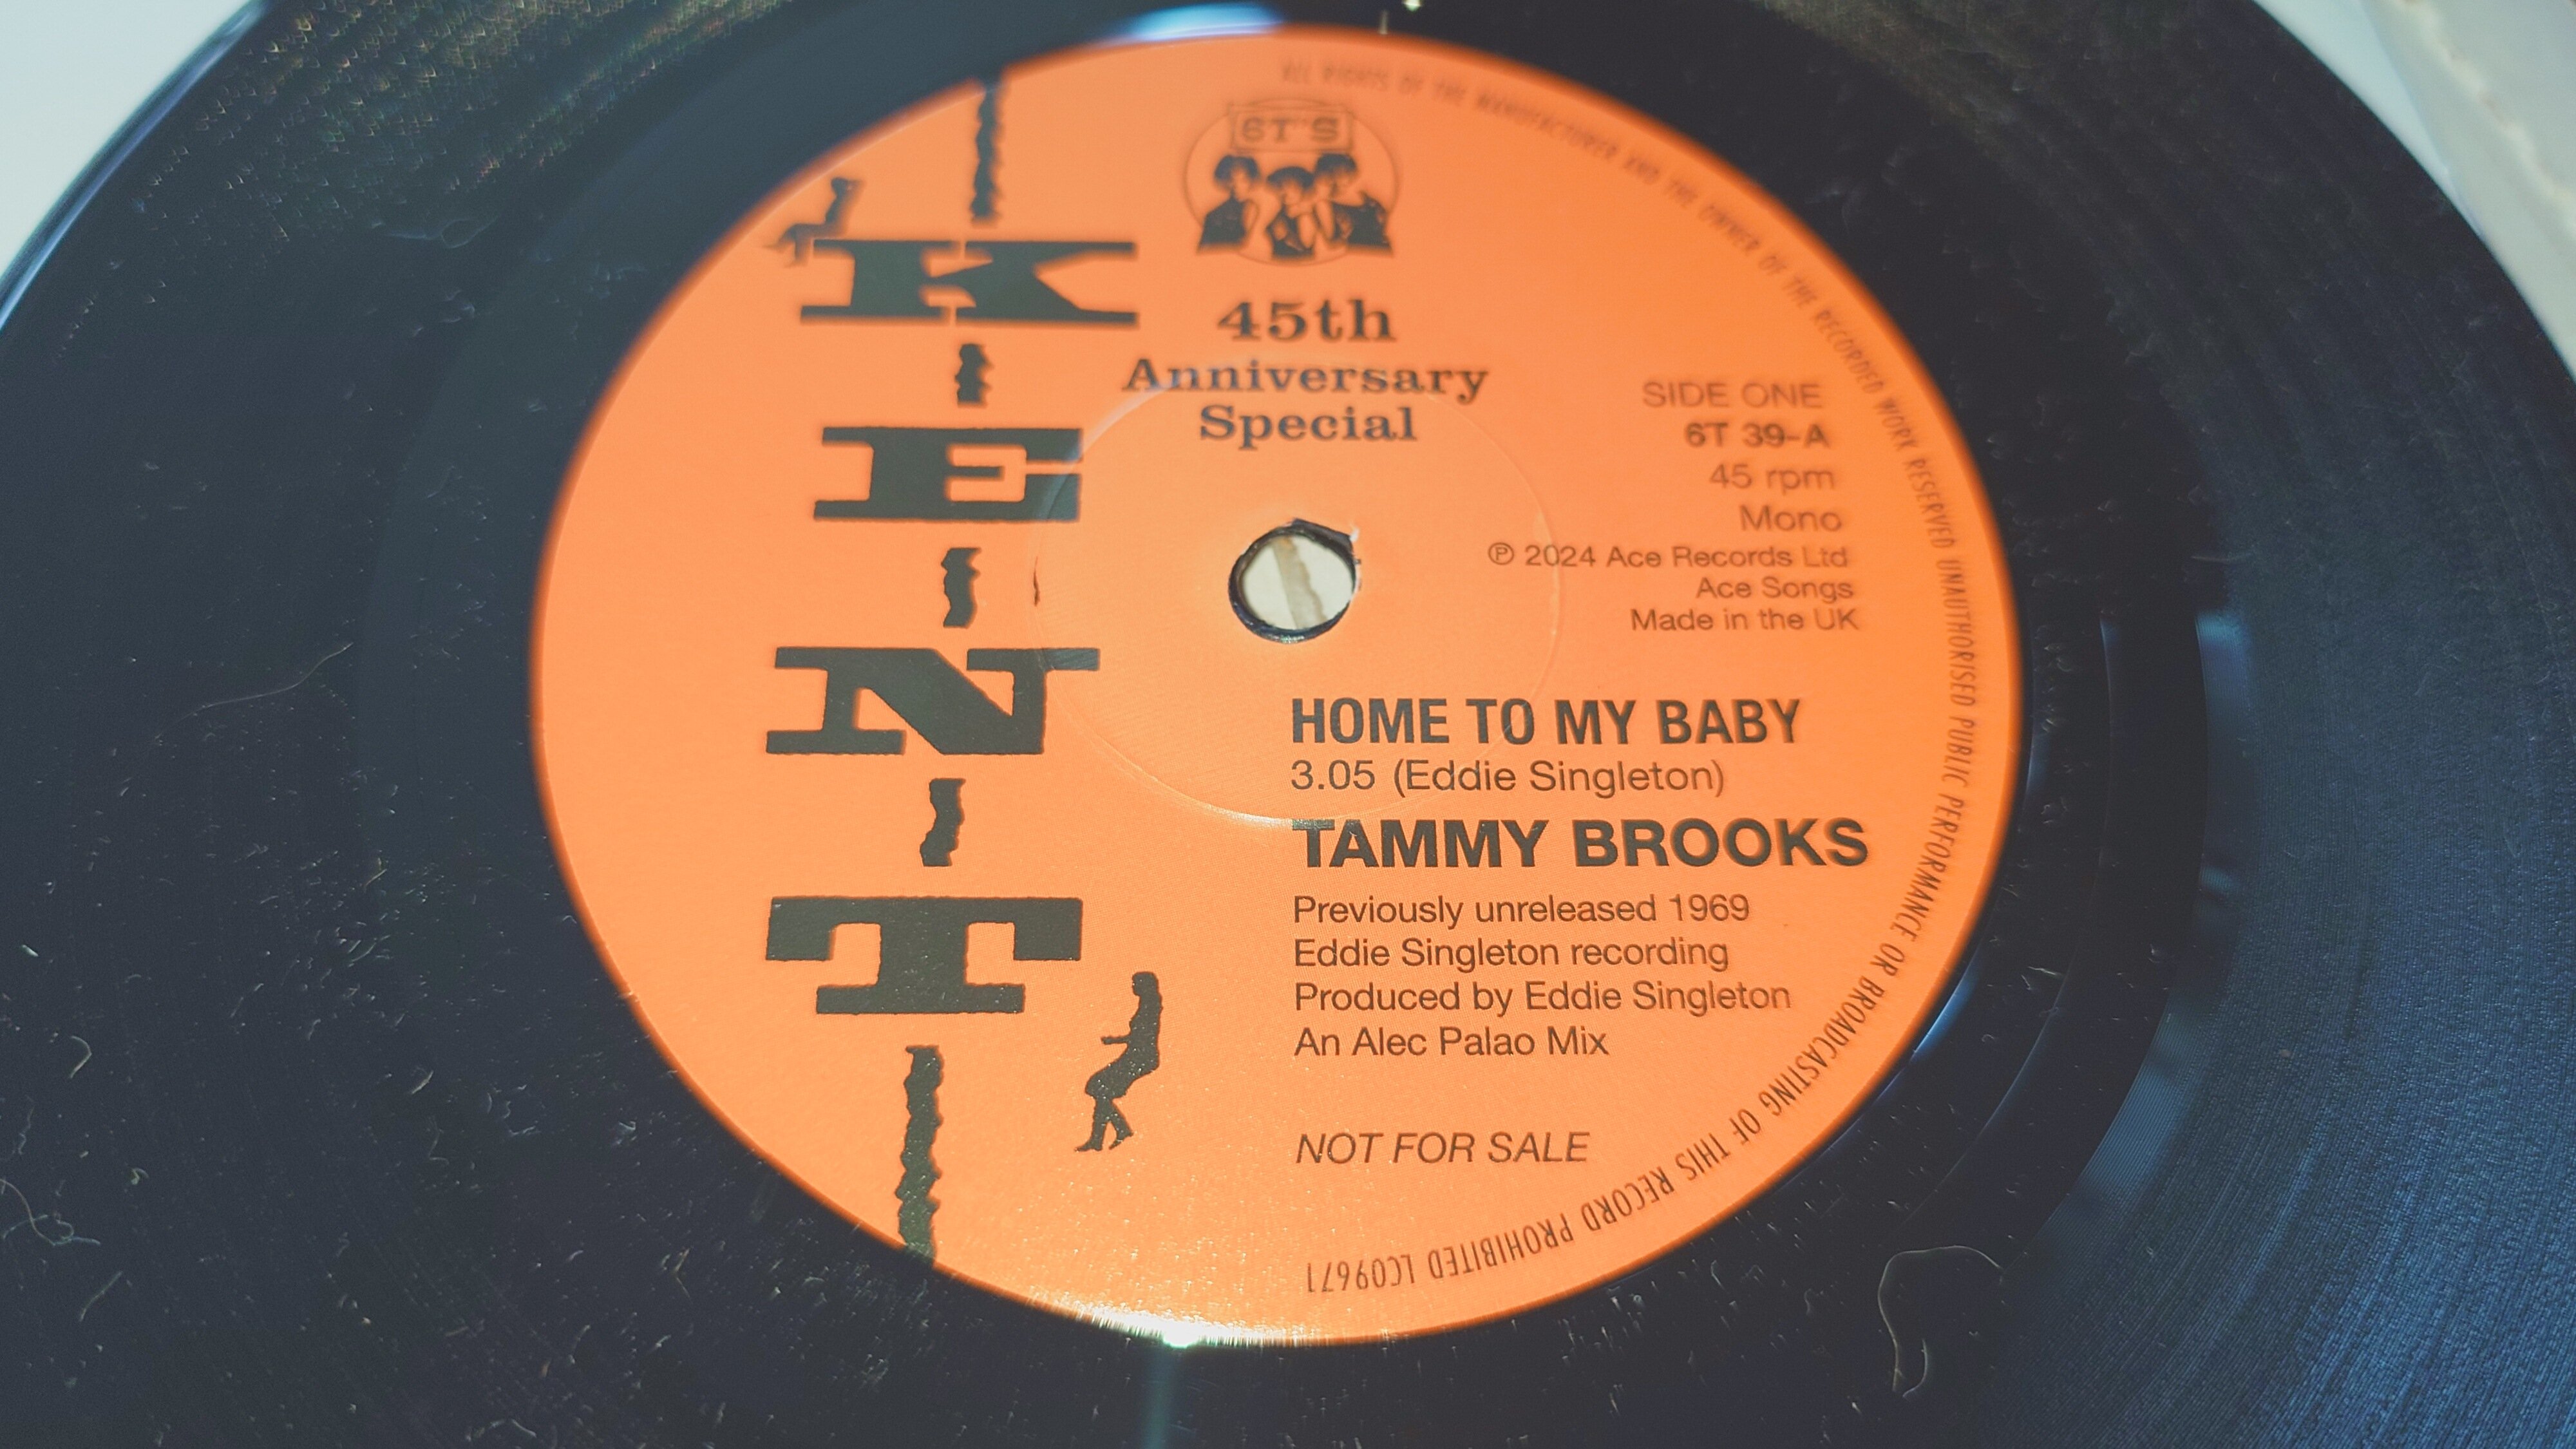 6T'S
KENT
45th
Anniversary
Special
SIDE ONE
6T 39-A
45 rpm
Mono
℗ 2024 Ace Records Ltd
Ace Songs
Made in the UK
HOME TO MY BABY
3.05 (Eddie Singleton)
TAMMY BROOKS
Previously unreleased 1969
Eddie Singleton recording
Produced by Eddie Singleton
An Alec Palao Mix
NOT FOR SALE
ALL RIGHTS OF THE MANUFACTURER AND THE OWNER OF THE RECORDED WORK RESERVED UNAUTHORISED PUBLIC PERFORMANCE OR BROADCASTING OF THIS RECORD PROHIBITED LC09671